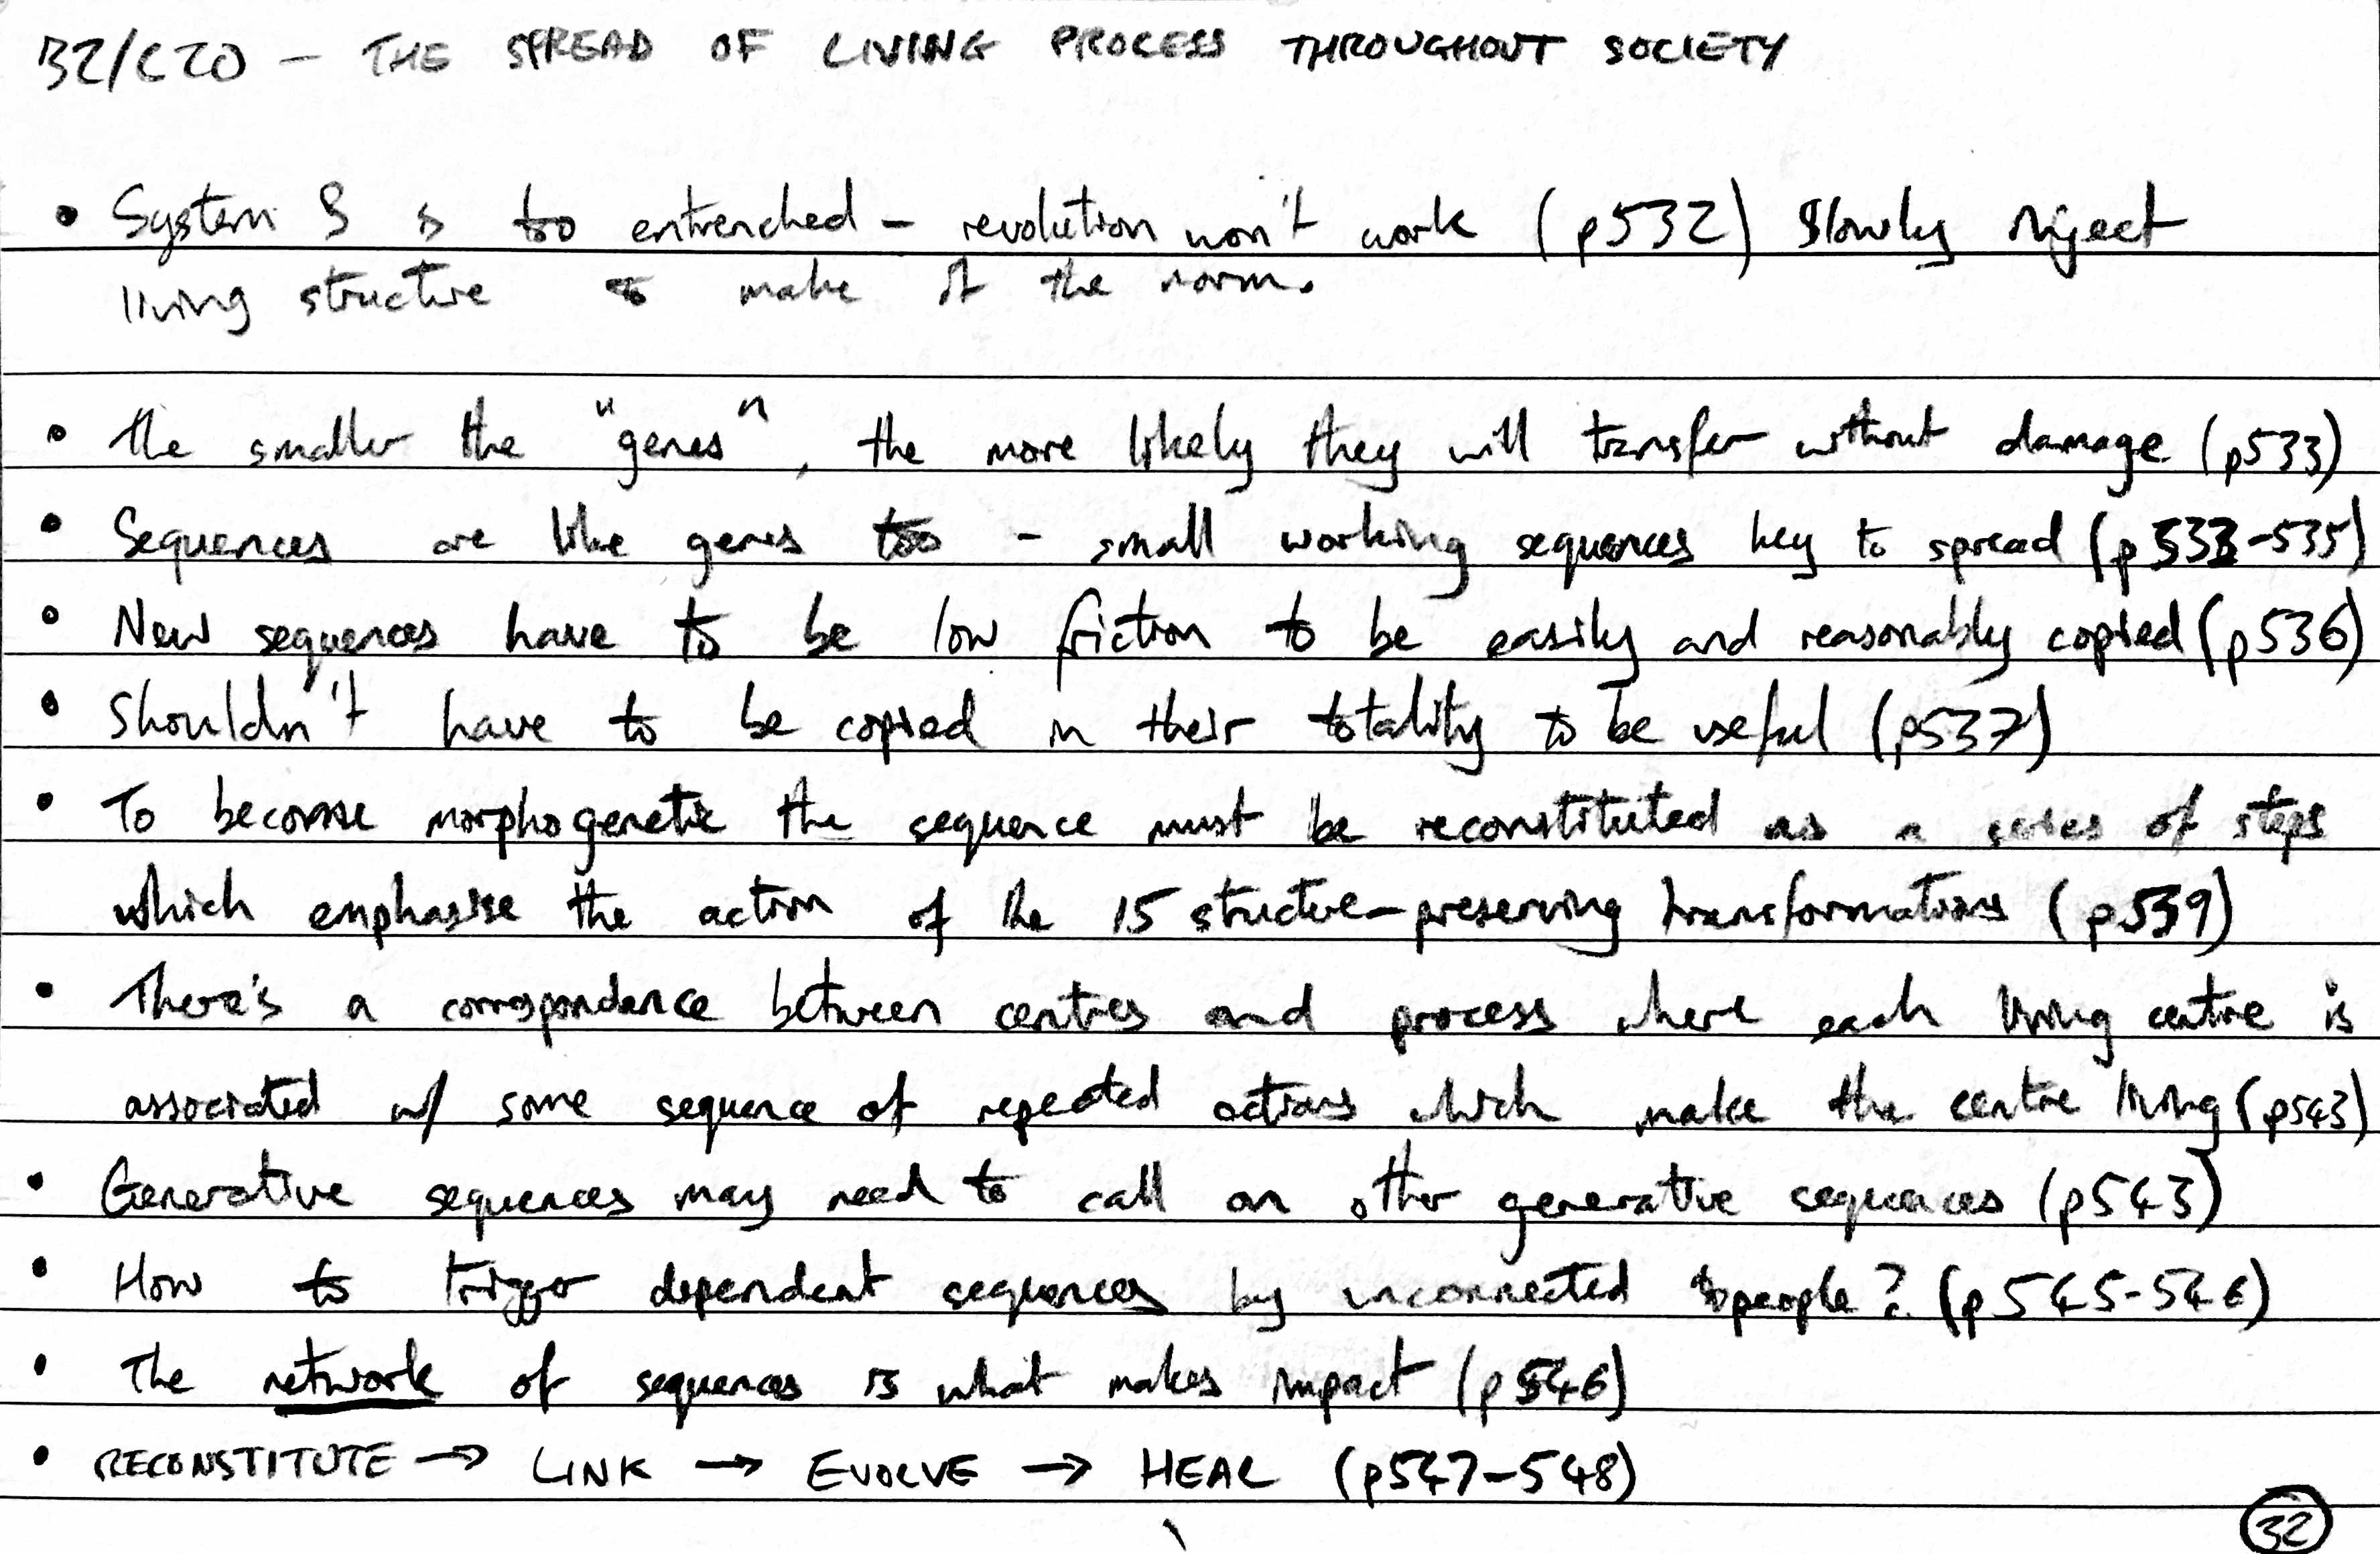 B2/C20 – THE SPREAD OF LIVING PROCESS THROUGHOUT SOCIETY
• System S is too entrenched – revolution won't work (p532) Slowly inject
living structure to make it the norm.
• The smaller the "genes", the more likely they will transfer without damage (p533)
• Sequences are like genes too – small working sequences key to spread (p533-535)
• New sequences have to be low friction to be easily and reasonably copied (p536)
• Shouldn't have to be copied in their totality to be useful (p537)
• To become morphogenetic the sequence must be reconstituted as a series of steps
which emphasise the action of the 15 structure-preserving transformations (p539)
• There's a correspondence between centres and process where each living centre is
associated w/ some sequence of repeated actions which make the centre living (p543)
• Generative sequences may need to call on other generative sequences (p543)
• How to trigger dependent sequences by unconnected people? (p545-546)
• The network of sequences is what makes impact (p546)
• RECONSTITUTE → LINK → EVOLVE → HEAL (p547-548)
32